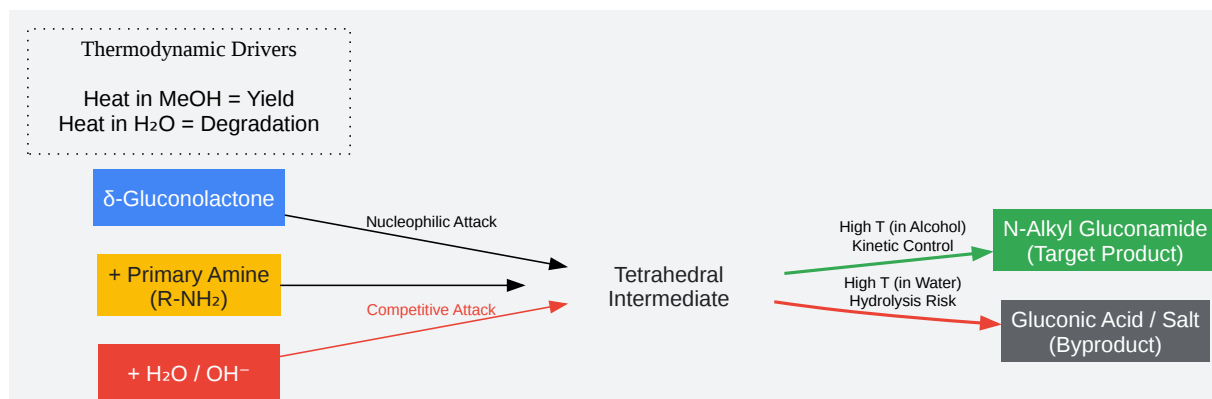 Thermodynamic Drivers
Heat in MeOH = Yield
Heat in H₂O = Degradation
δ-Gluconolactone
Nucleophilic Attack
+ Primary Amine
(R-NH₂)
Competitive Attack
+ H₂O / OH⁻
Tetrahedral
Intermediate
High T (in Alcohol)
Kinetic Control
High T (in Water)
Hydrolysis Risk
N-Alkyl Gluconamide
(Target Product)
Gluconic Acid / Salt
(Byproduct)